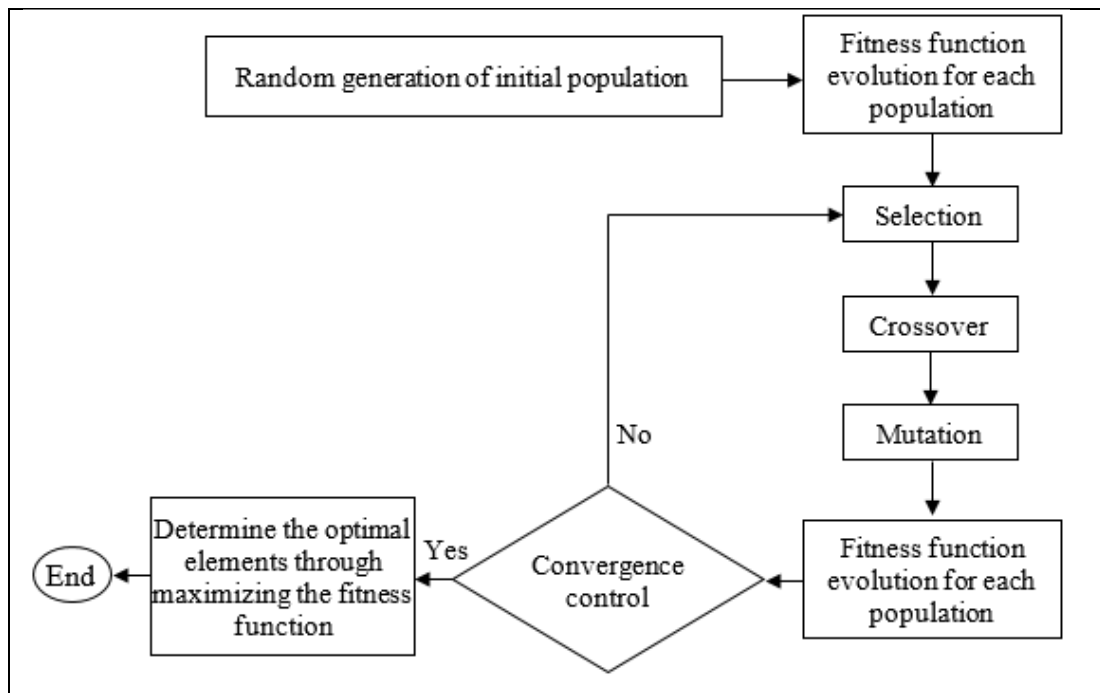 Random generation of initial population
Fitness function
evolution for each
population
Selection
Crossover
Mutation
Fitness function
evolution for each
population
Convergence
control
No
Yes
Determine the optimal
elements through
maximizing the fitness
function
End